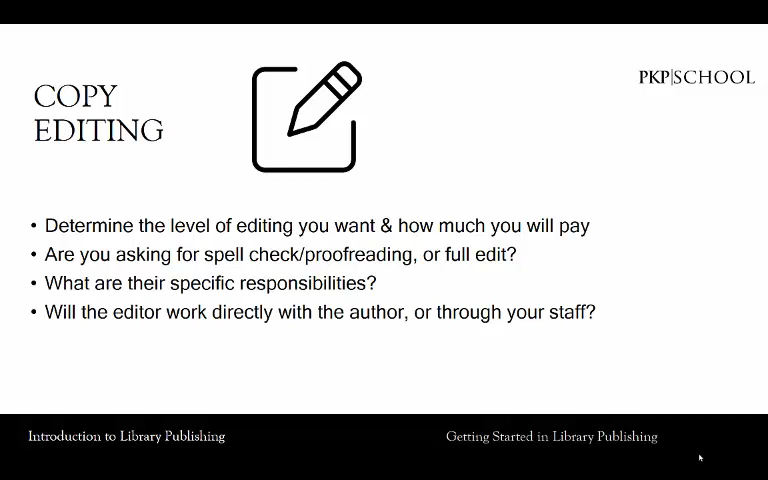 COPY
EDITING
PKP|SCHOOL
• Determine the level of editing you want & how much you will pay
• Are you asking for spell check/proofreading, or full edit?
• What are their specific responsibilities?
• Will the editor work directly with the author, or through your staff?
Introduction to Library Publishing
Getting Started in Library Publishing